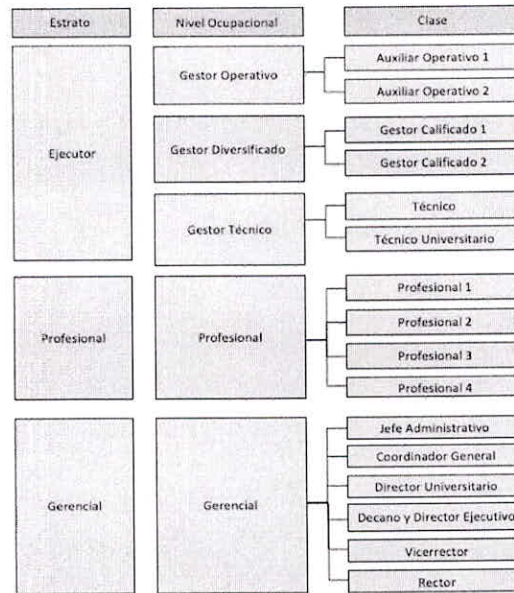 Estrato
Nivel Ocupacional
Clase
Ejecutor
Gestor Operativo
Auxiliar Operativo 1
Auxiliar Operativo 2
Gestor Diversificado
Gestor Calificado 1
Gestor Calificado 2
Gestor Técnico
Técnico
Técnico Universitario
Profesional
Profesional
Profesional 1
Profesional 2
Profesional 3
Profesional 4
Gerencial
Gerencial
Jefe Administrativo
Coordinador General
Director Universitario
Decano y Director Ejecutivo
Vicerrector
Rector